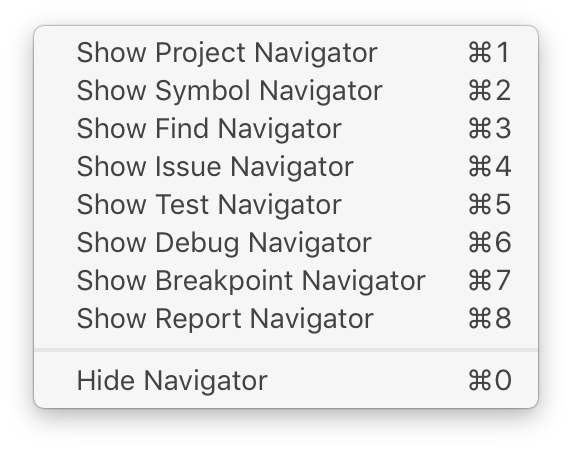 Show Project Navigator ⌘1
Show Symbol Navigator ⌘2
Show Find Navigator ⌘3
Show Issue Navigator ⌘4
Show Test Navigator ⌘5
Show Debug Navigator ⌘6
Show Breakpoint Navigator ⌘7
Show Report Navigator ⌘8
Hide Navigator ⌘0